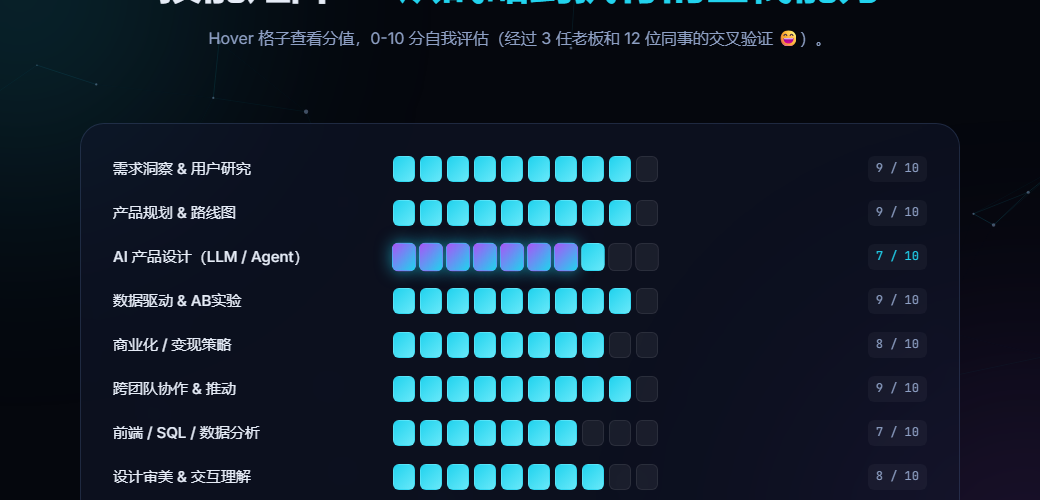 Hover 格子查看分值，0-10 分自我评估（经过 3 任老板和 12 位同事的交叉验证 😄）。
需求洞察 & 用户研究 9 / 10
产品规划 & 路线图 9 / 10
AI 产品设计（LLM / Agent） 7 / 10
数据驱动 & AB实验 9 / 10
商业化 / 变现策略 8 / 10
跨团队协作 & 推动 9 / 10
前端 / SQL / 数据分析 7 / 10
设计审美 & 交互理解 8 / 10